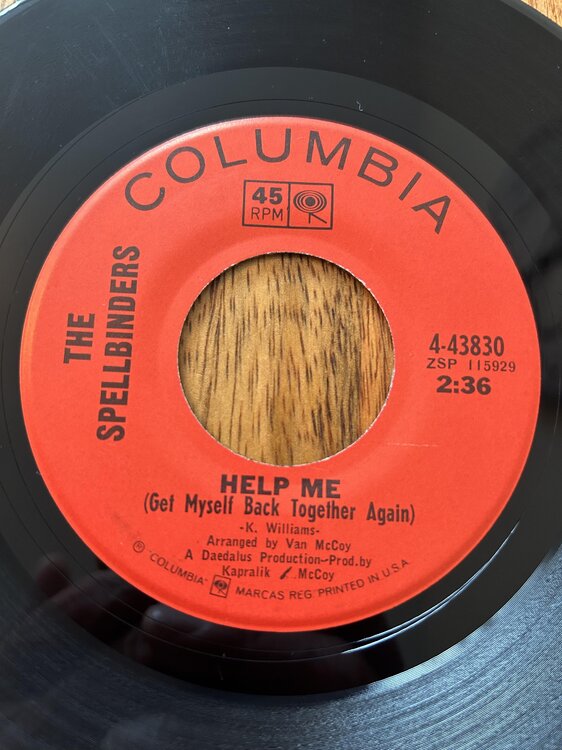 COLUMBIA
45
RPM
THE
SPELLBINDERS
4-43830
ZSP 115929
2:36
HELP ME
(Get Myself Back Together Again)
-K. Williams-
Arranged by Van McCoy
A Daedalus Production-Prod.by
Kapralik & McCoy
® "COLUMBIA" MARCAS REG. PRINTED IN U.S.A.